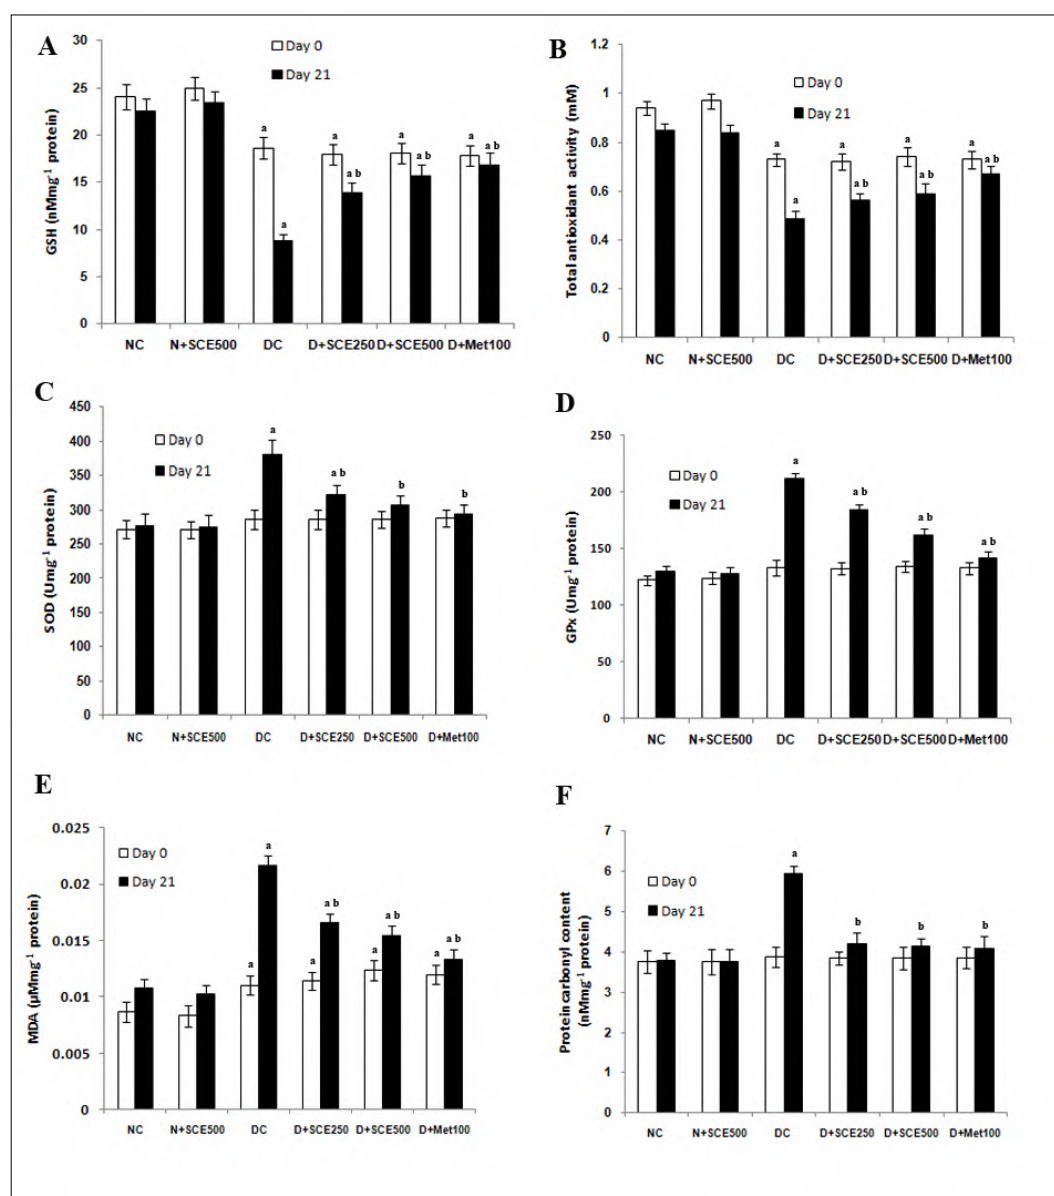 A
GSH (nMmg-1 protein)
30
25
20
15
10
5
0
Day 0
Day 21
a a a a
a a b a b a b
NC N+SCE500 DC D+SCE250 D+SCE500 D+Met100
B
Total antioxidant activity (mM)
1.2
1
0.8
0.6
0.4
0.2
0
Day 0
Day 21
a a a a
a a b a b a b
NC N+SCE500 DC D+SCE250 D+SCE500 D+Met100
C
SOD (Umg-1 protein)
450
400
350
300
250
200
150
100
50
0
Day 0
Day 21
a a b b b
NC N+SCE500 DC D+SCE250 D+SCE500 D+Met100
D
GPx (Umg-1 protein)
250
200
150
100
50
0
Day 0
Day 21
a a b a b a b
NC N+SCE500 DC D+SCE250 D+SCE500 D+Met100
E
MDA (μMmg-1 protein)
0.025
0.02
0.015
0.01
0.005
0
Day 0
Day 21
a a b a b a b
a a a a
NC N+SCE500 DC D+SCE250 D+SCE500 D+Met100
F
Protein carbonyl content
(nMmg-1 protein)
7
6
5
4
3
2
1
0
Day 0
Day 21
a b b b
NC N+SCE500 DC D+SCE250 D+SCE500 D+Met100